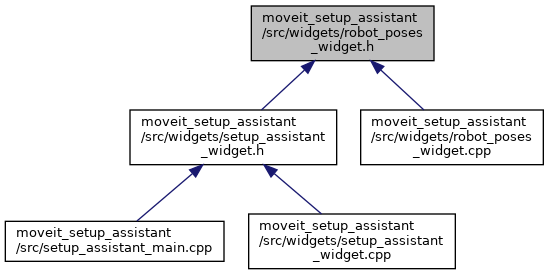 moveit_setup_assistant
/src/widgets/robot_poses
_widget.h
moveit_setup_assistant
/src/widgets/setup_assistant
_widget.h
moveit_setup_assistant
/src/widgets/robot_poses
_widget.cpp
moveit_setup_assistant
/src/setup_assistant_main.cpp
moveit_setup_assistant
/src/widgets/setup_assistant
_widget.cpp